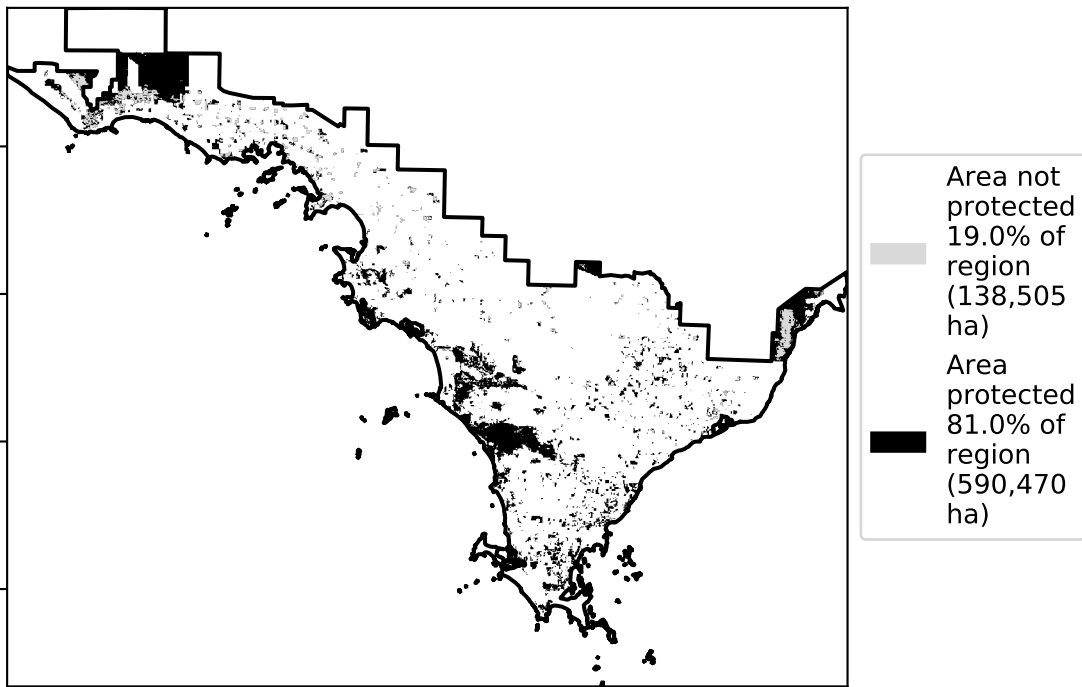 Area not
protected
19.0% of
region
(138,505
ha)
Area
protected
81.0% of
region
(590,470
ha)